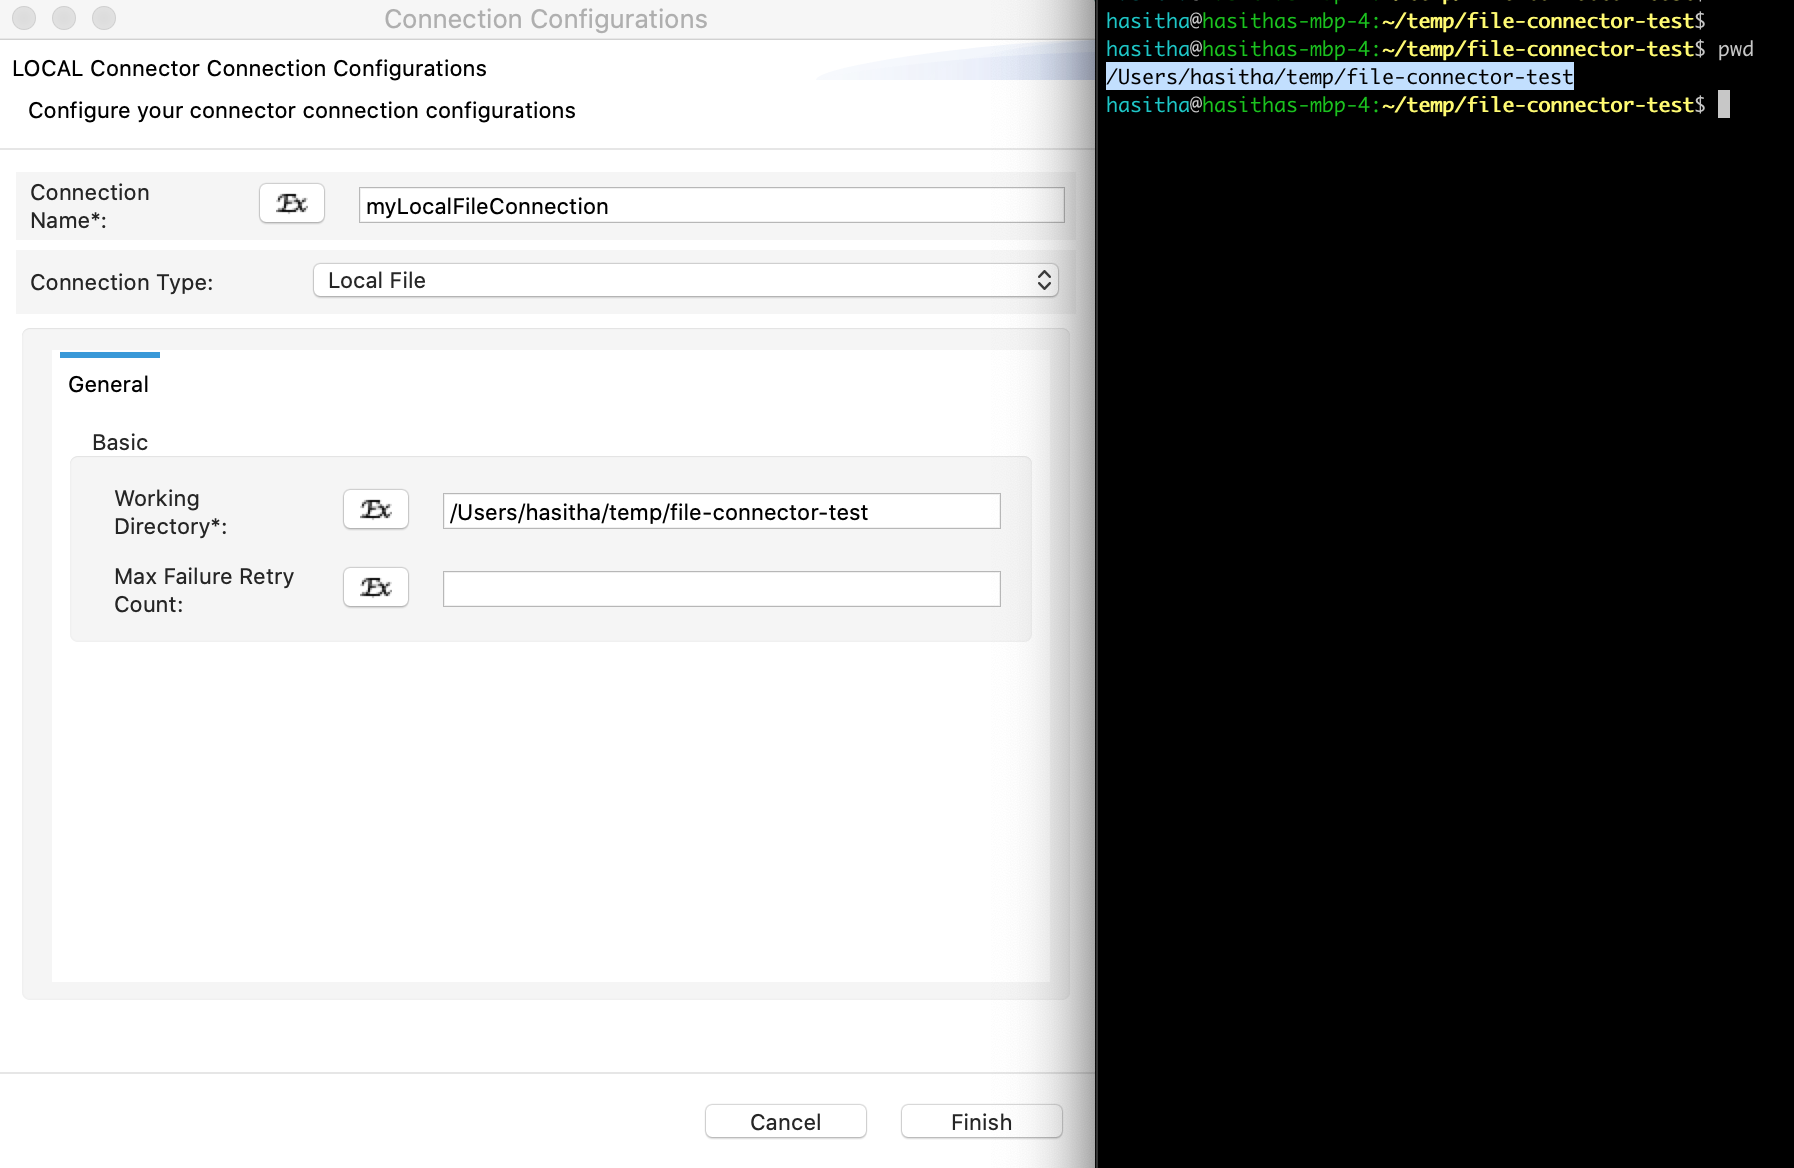 Connection Configurations
LOCAL Connector Connection Configurations
Configure your connector connection configurations
Connection
Name*:
Ex
myLocalFileConnection
Connection Type:
Local File
General
Basic
Working
Directory*:
Ex
/Users/hasitha/temp/file-connector-test
Max Failure Retry
Count:
Ex
Cancel
Finish
hasitha@hasithas-mbp-4:~/temp/file-connector-test$
hasitha@hasithas-mbp-4:~/temp/file-connector-test$ pwd
/Users/hasitha/temp/file-connector-test
hasitha@hasithas-mbp-4:~/temp/file-connector-test$